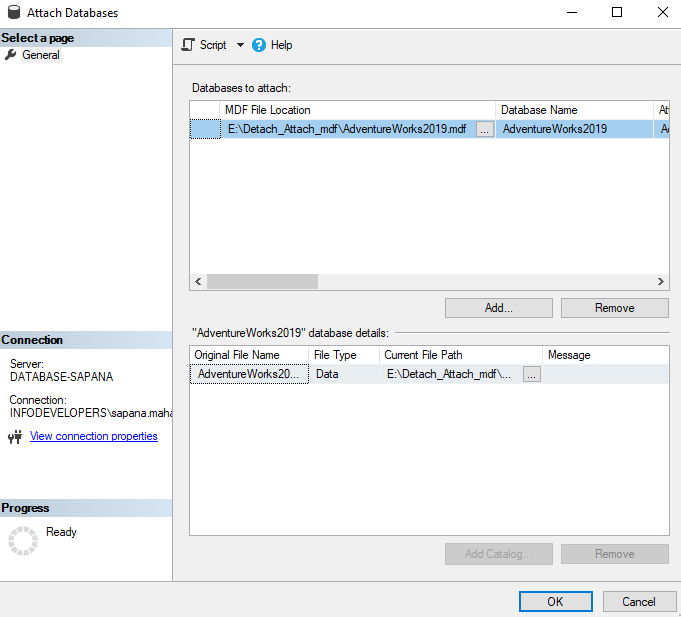 Attach Databases
Select a page
General
Script
Help
Databases to attach:
MDF File Location Database Name
E:\Detach_Attach_mdf\AdventureWorks2019.mdf ... AdventureWorks2019
Add... Remove
Connection
Server:
DATABASE-SAPANA
Connection:
INFODEVELOPERS\sapana.maha
View connection properties
"AdventureWorks2019" database details:
Original File Name File Type Current File Path Message
AdventureWorks20... Data E:\Detach_Attach_mdf\... ...
Progress
Ready
Add Catalog... Remove
OK Cancel